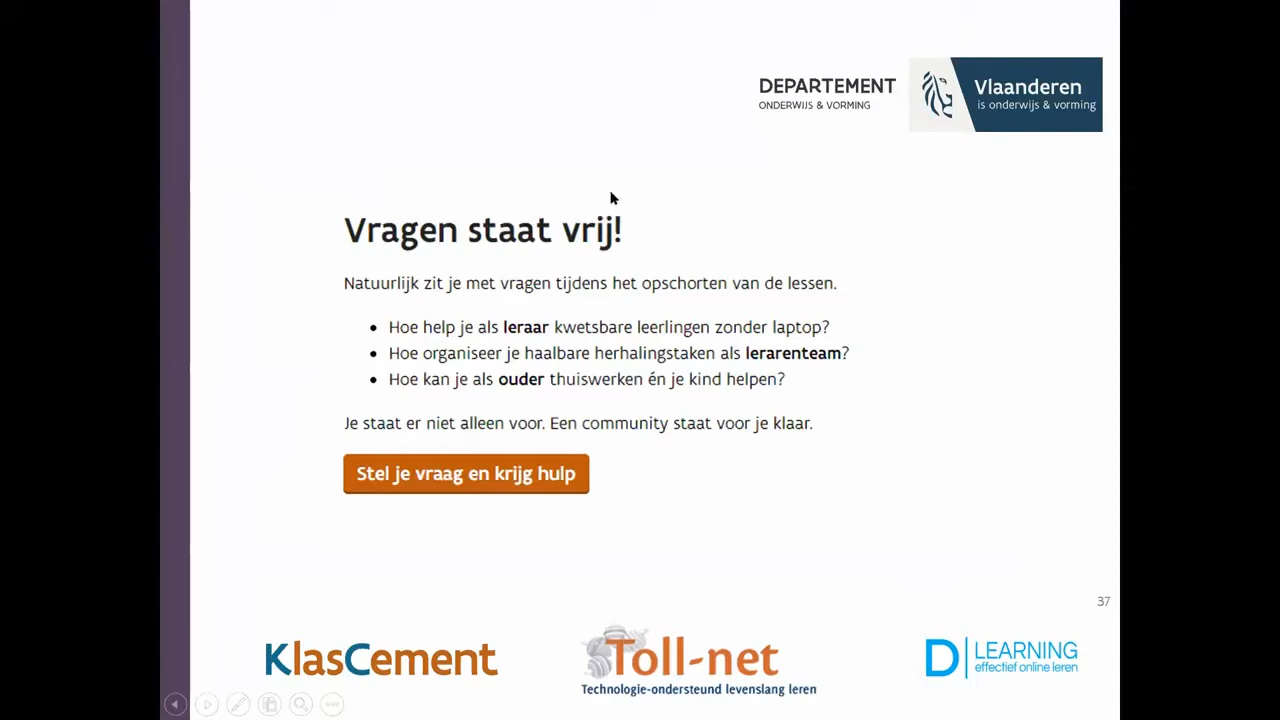 DEPARTEMENT
ONDERWIJS & VORMING
Vlaanderen
is onderwijs & vorming
Vragen staat vrij!
Natuurlijk zit je met vragen tijdens het opschorten van de lessen.
• Hoe help je als leraar kwetsbare leerlingen zonder laptop?
• Hoe organiseer je haalbare herhalingstaken als lerarenteam?
• Hoe kan je als ouder thuiswerken én je kind helpen?
Je staat er niet alleen voor. Een community staat voor je klaar.
Stel je vraag en krijg hulp
37
KlasCement
Toll-net
Technologie-ondersteund levenslang leren
D LEARNING
effectief online leren